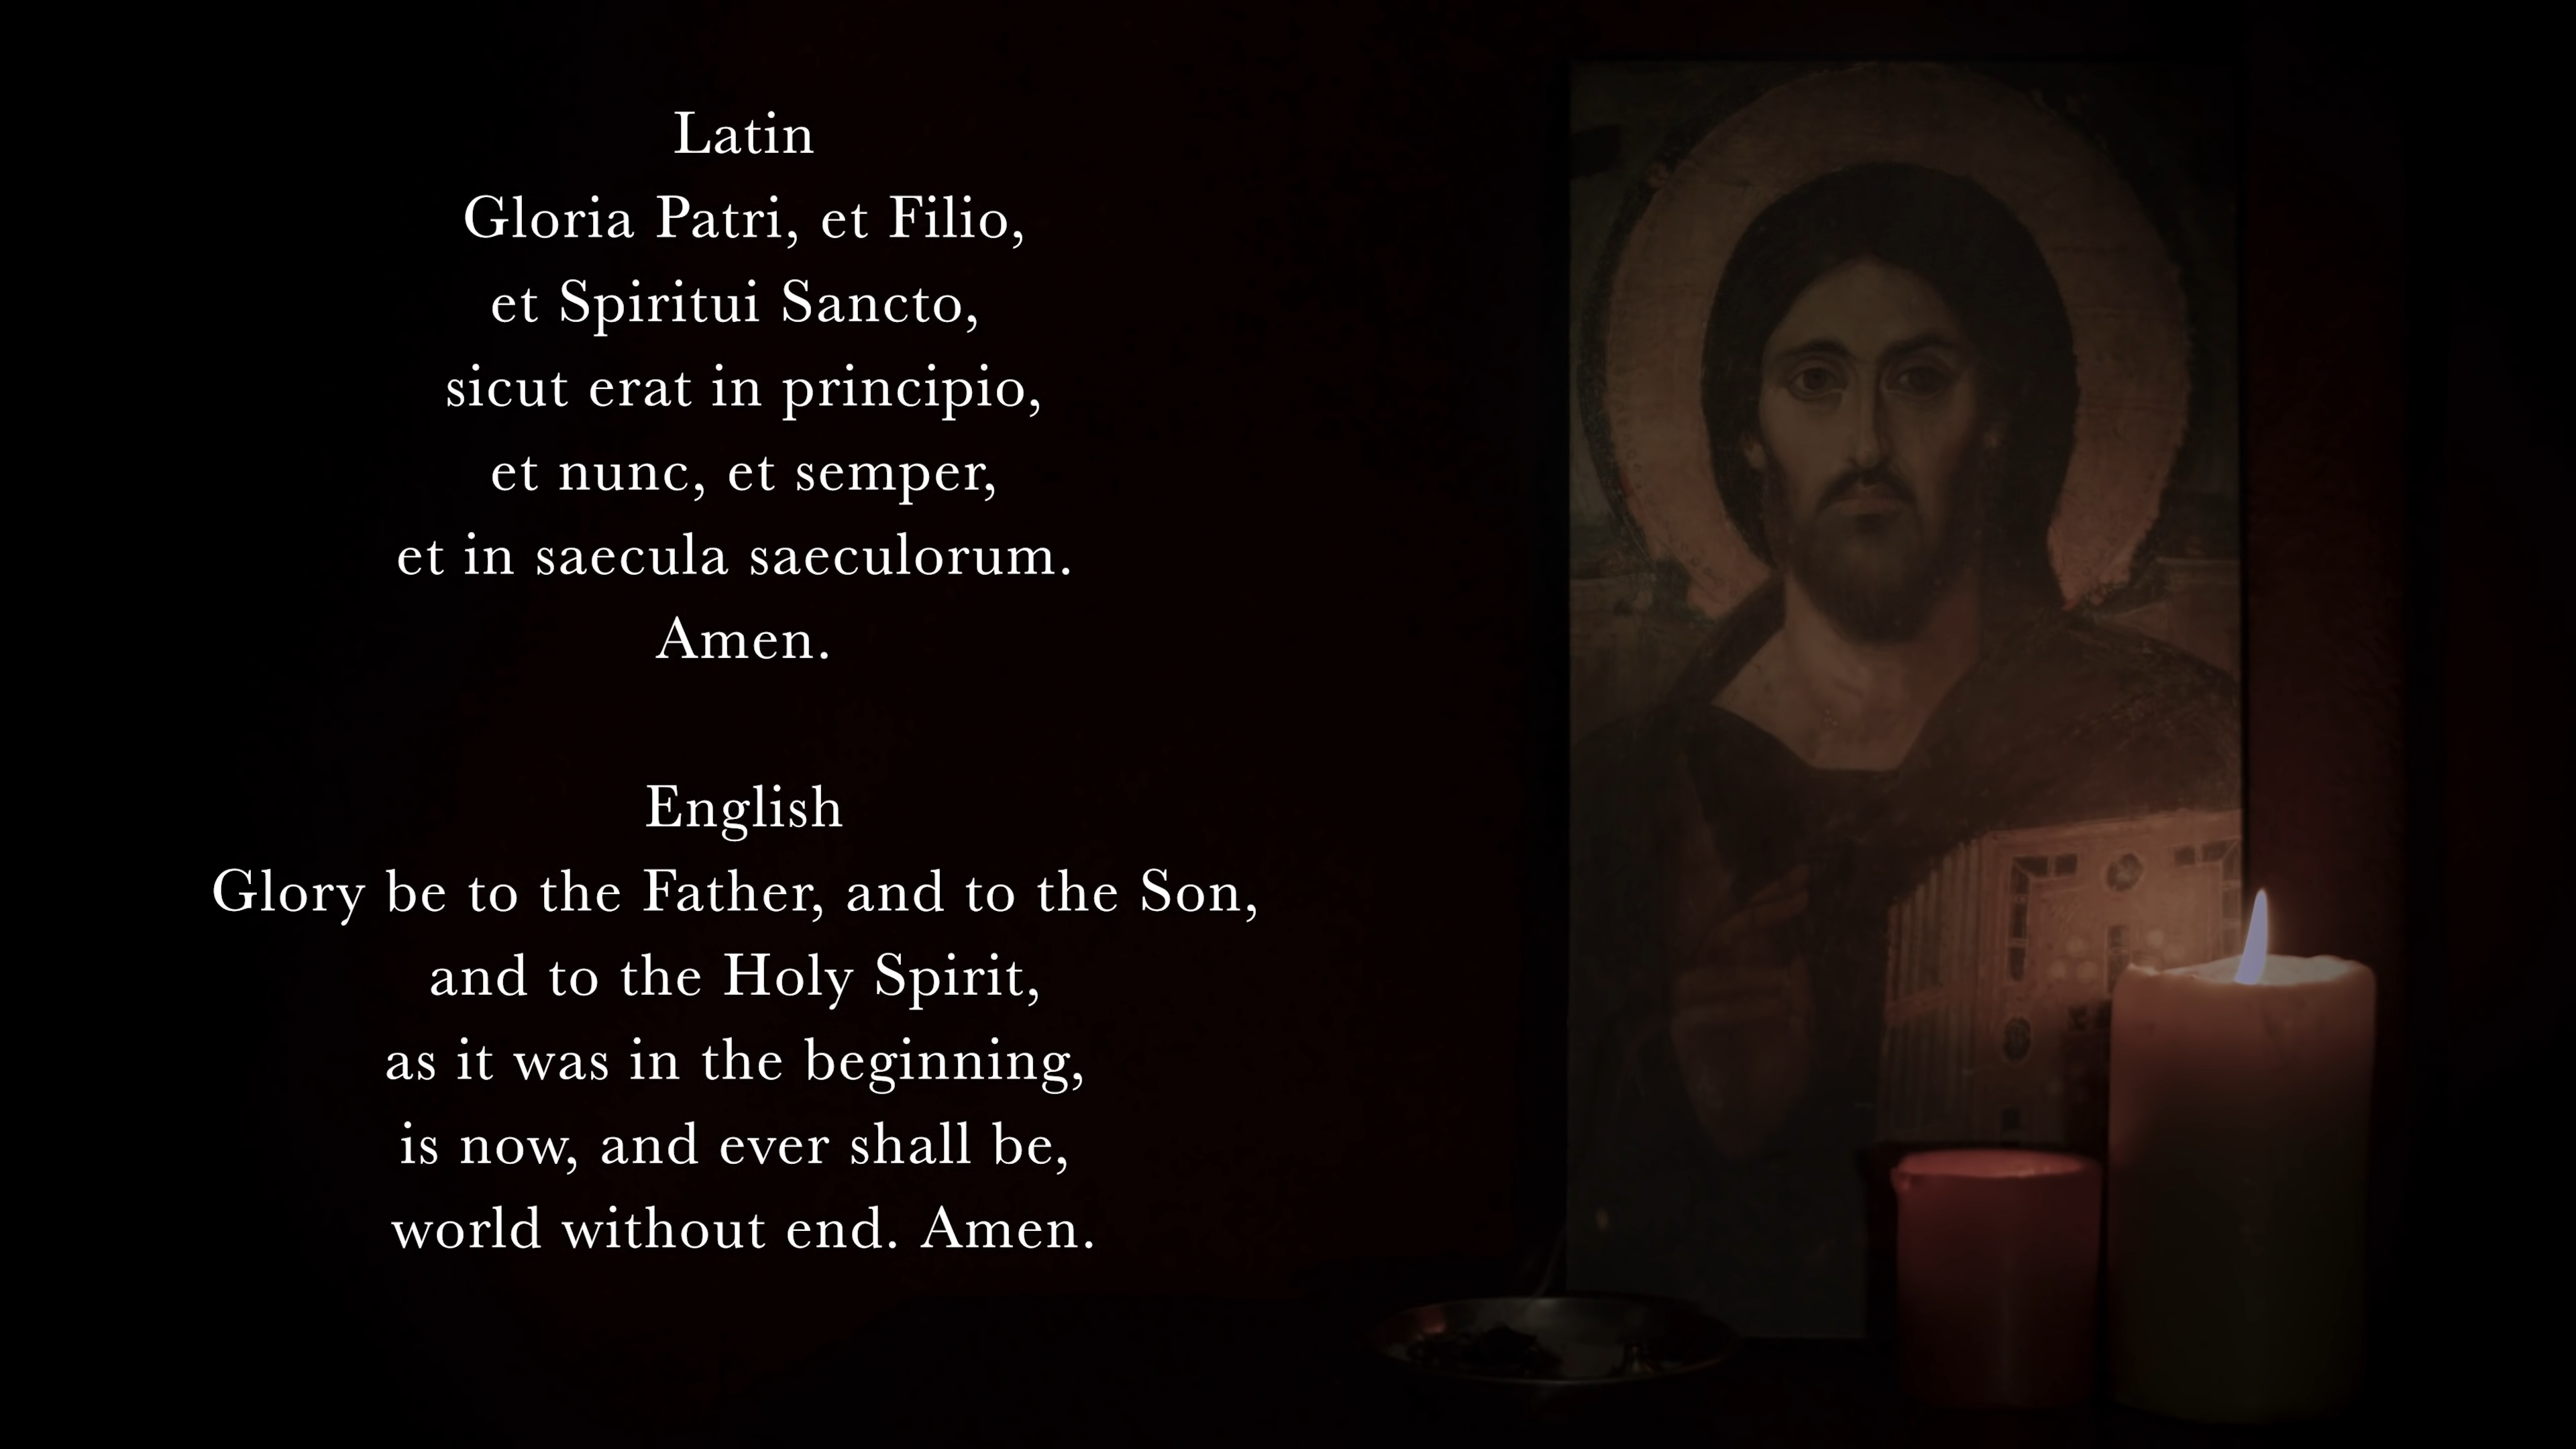 Latin
Gloria Patri, et Filio,
et Spiritui Sancto,
sicut erat in principio,
et nunc, et semper,
et in saecula saeculorum.
Amen.
English
Glory be to the Father, and to the Son,
and to the Holy Spirit,
as it was in the beginning,
is now, and ever shall be,
world without end. Amen.